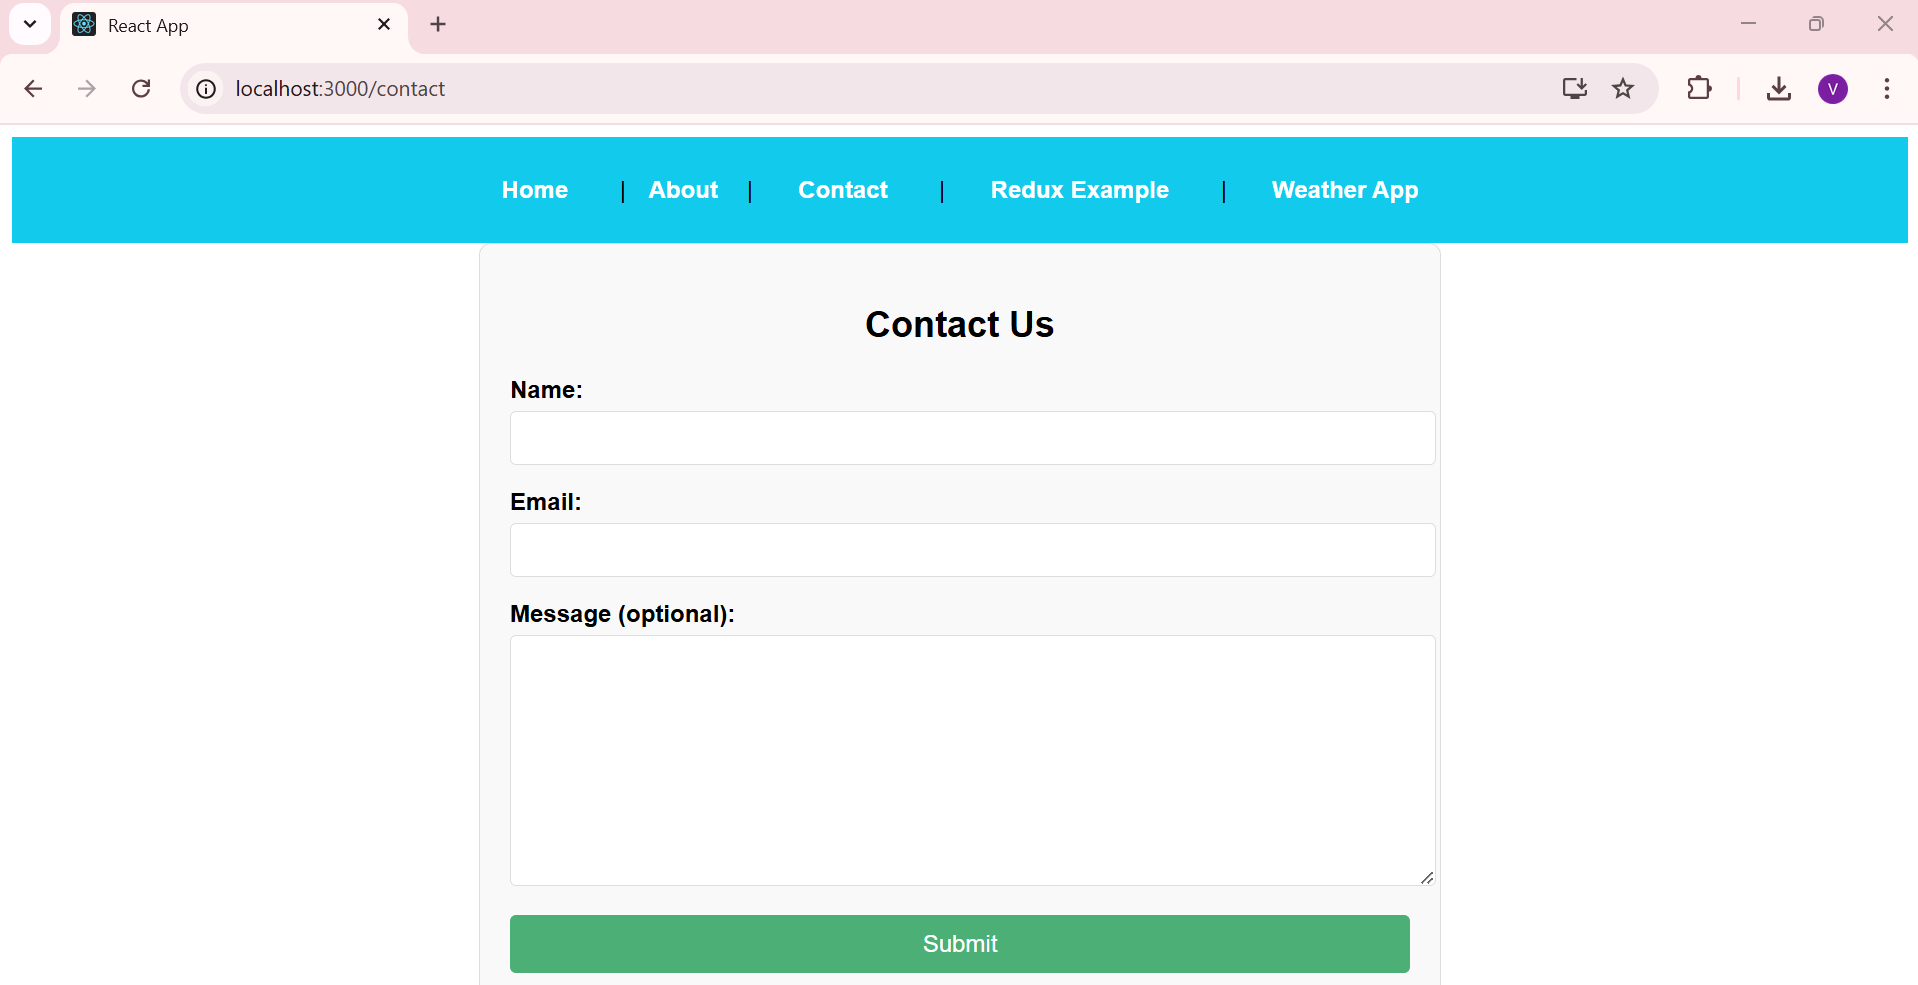 React App
localhost:3000/contact
V
Home | About | Contact | Redux Example | Weather App
Contact Us
Name:
Email:
Message (optional):
Submit